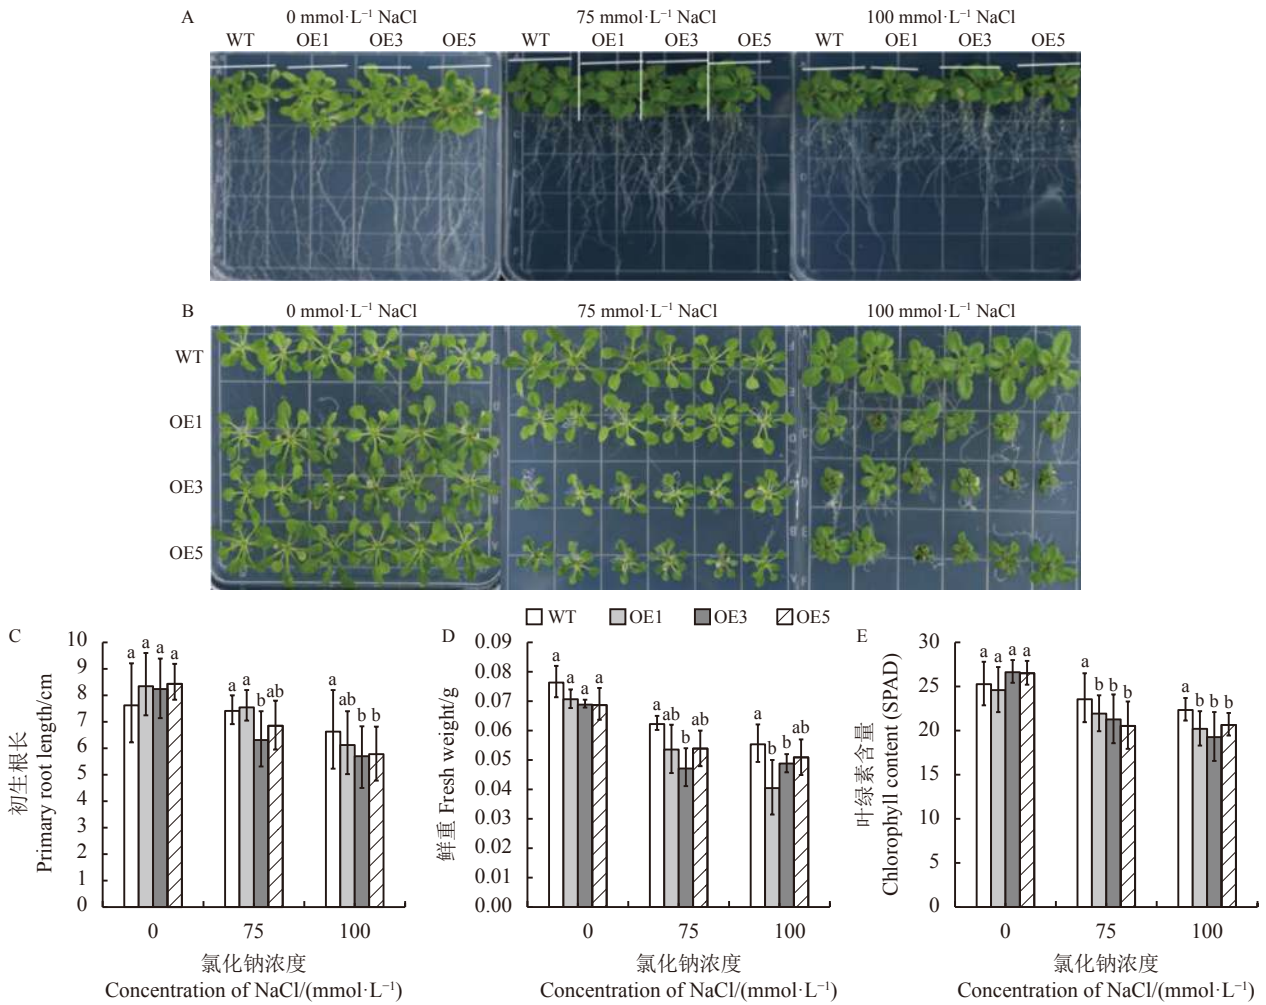 A
0 mmol·L⁻¹ NaCl 75 mmol·L⁻¹ NaCl 100 mmol·L⁻¹ NaCl
WT OE1 OE3 OE5 WT OE1 OE3 OE5 WT OE1 OE3 OE5
B
0 mmol·L⁻¹ NaCl 75 mmol·L⁻¹ NaCl 100 mmol·L⁻¹ NaCl
WT
OE1
OE3
OE5
WT OE1 OE3 OE5
C
初生根长
Primary root length/cm
10
9
8
7
6
5
4
3
2
1
0
a a a a
a a b ab
a ab b b
0 75 100
氯化钠浓度
Concentration of NaCl/(mmol·L⁻¹)
D
鲜重 Fresh weight/g
0.09
0.08
0.07
0.06
0.05
0.04
0.03
0.02
0.01
0.00
a a a a
a ab b ab
a b b ab
0 75 100
氯化钠浓度
Concentration of NaCl/(mmol·L⁻¹)
E
叶绿素含量
Chlorophyll content (SPAD)
30
25
20
15
10
5
0
a a a a
a b b b
a b b b
0 75 100
氯化钠浓度
Concentration of NaCl/(mmol·L⁻¹)